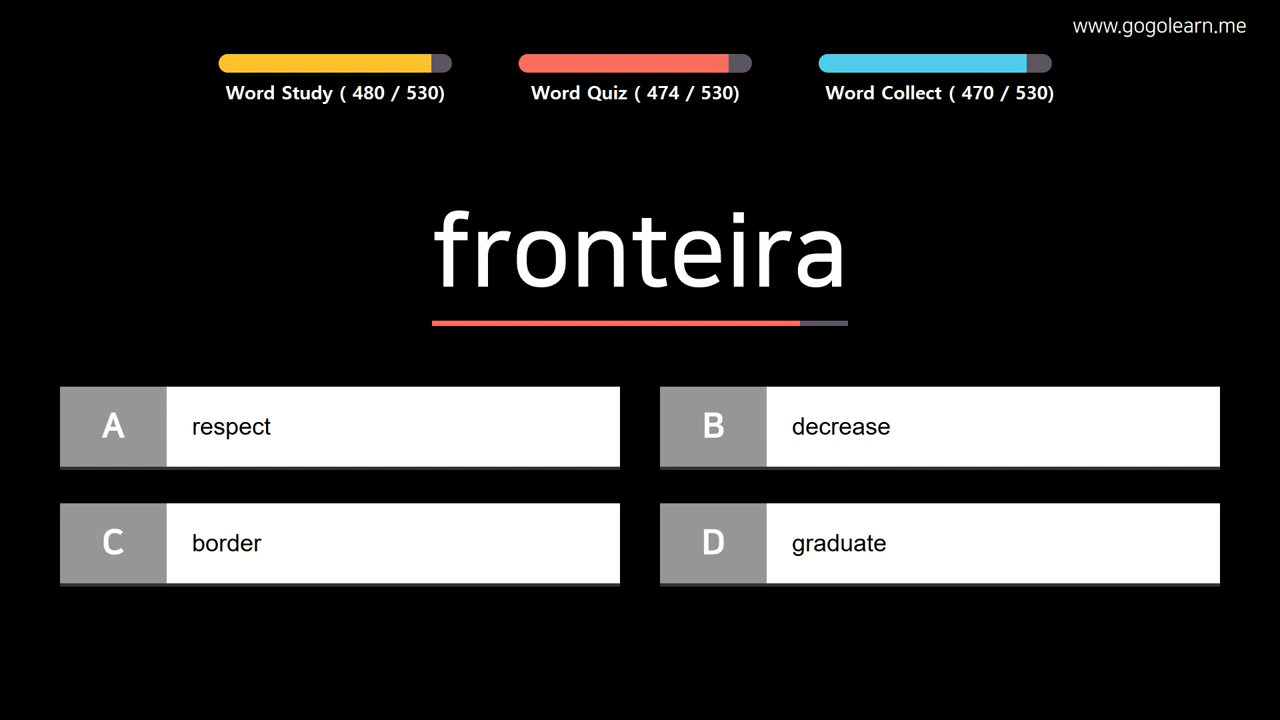 www.gogolearn.me
Word Study ( 480 / 530)
Word Quiz ( 474 / 530)
Word Collect ( 470 / 530)
fronteira
A respect
B decrease
C border
D graduate